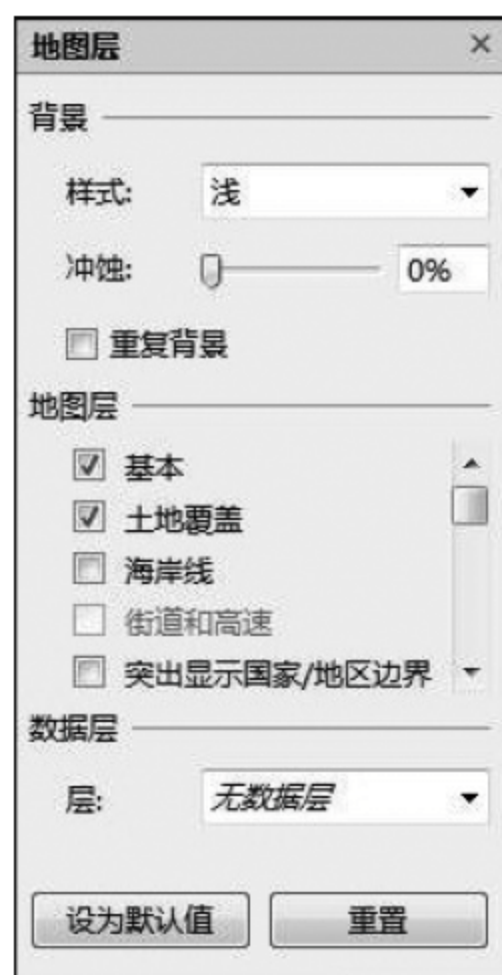 地图层 ×
背景
样式: 浅
冲蚀: 0%
重复背景
地图层
基本
土地覆盖
海岸线
街道和高速
突出显示国家/地区边界
数据层
层: 无数据层
设为默认值 重置